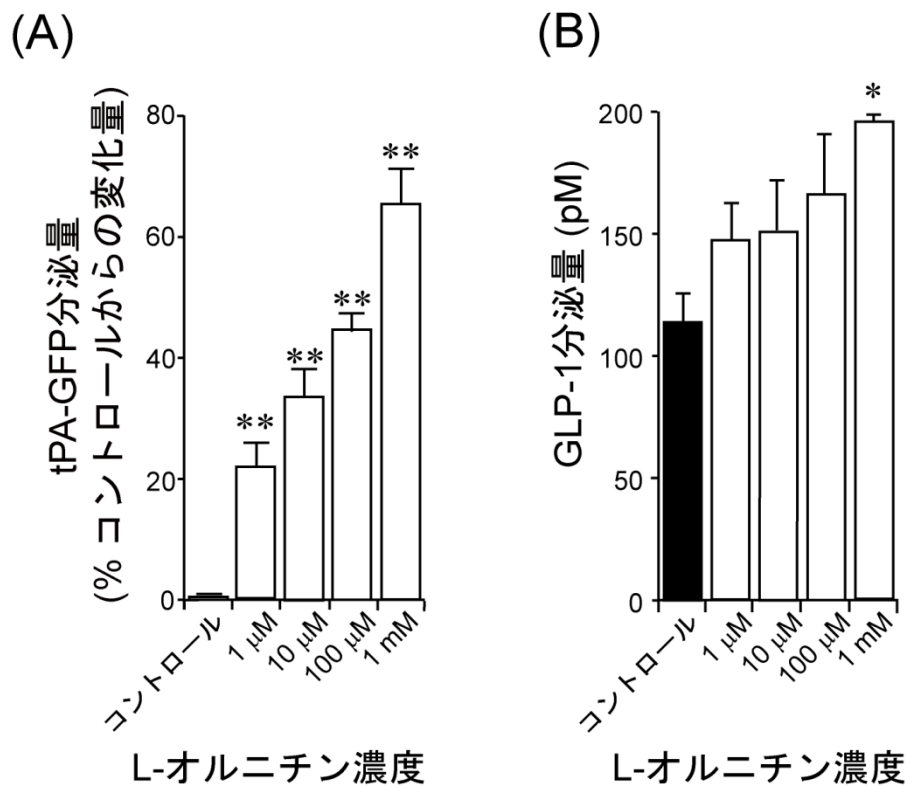 (A)
tPA-GFP分泌量
(% コントロールからの変化量)
80
60
40
20
0
**
**
**
**
コントロール
1 μM
10 μM
100 μM
1 mM
L-オルニチン濃度
(B)
GLP-1分泌量 (pM)
200
150
100
50
0
*
コントロール
1 μM
10 μM
100 μM
1 mM
L-オルニチン濃度